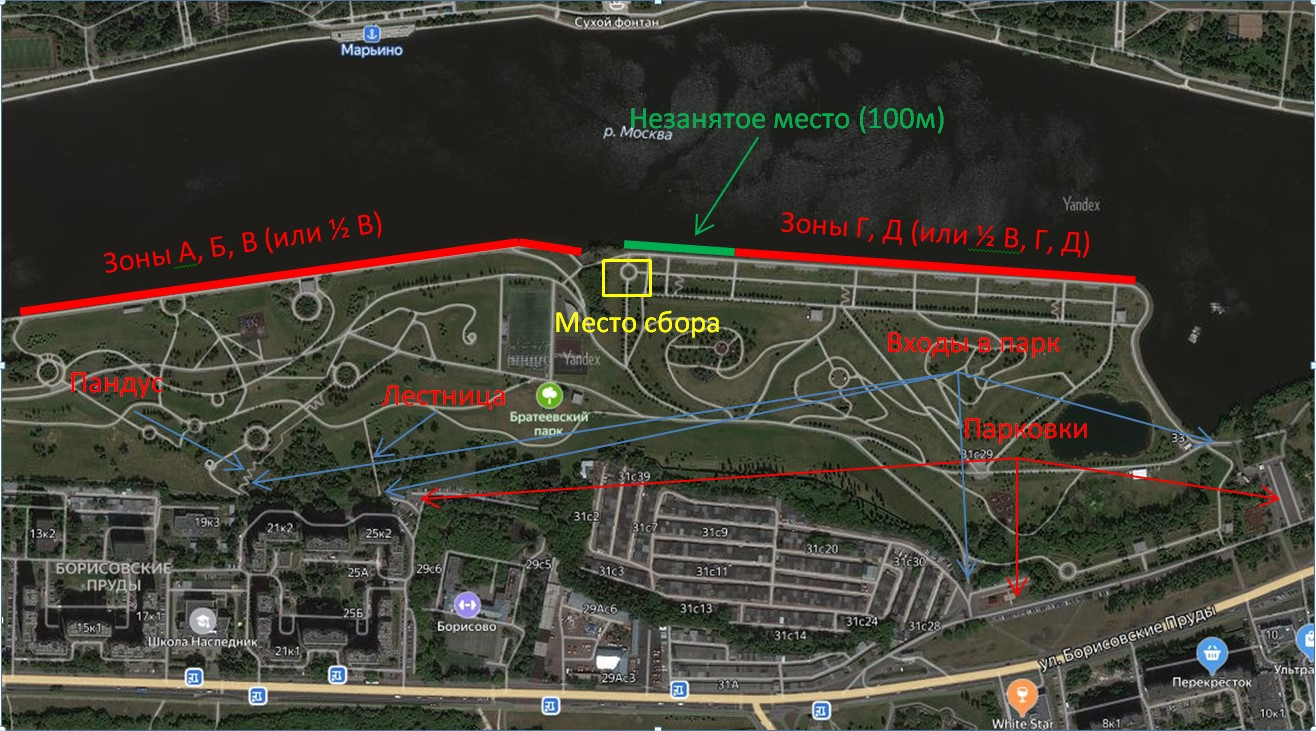 Сухой фонтан
Марьино
Незанятое место (100м)
р. Москва
Yandex
Зоны А, Б, В (или ½ В)
Зоны Г, Д (или ½ В, Г, Д)
Место сбора
Yandex
Входы в парк
Пандус
Лестница
Братеевский
парк
Парковки
33
31с29
31с39
19к3
31с2
13к2
21к2
25к2
31с7
31с9
31с20
БОРИСОВСКИЕ
ПРУДЫ
25А
29с6
29с5
31с3
31с11
31с30
17к1
15к1
25Б
Школа Наследник
Борисово
29Ас6
31с13
31с24
31с28
31с14
21к1
29Ас3
31А
ул. Борисовские Пруды
Перекрёсток
10
Ультра
White Star
8к1
10к1